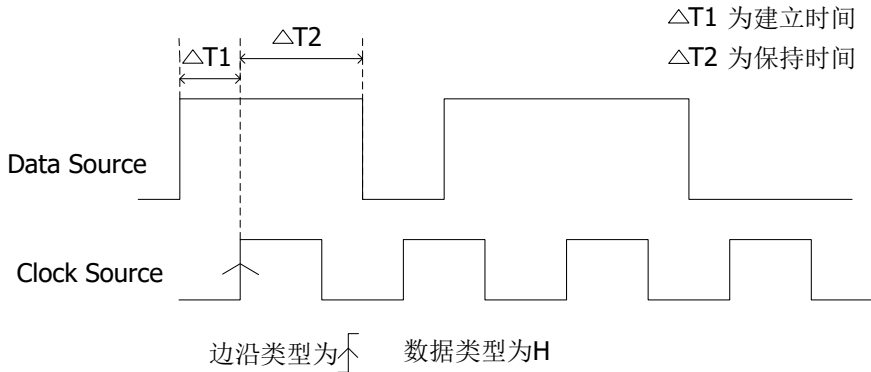 △T1 为建立时间
△T2 为保持时间
△T1
△T2
Data Source
Clock Source
边沿类型为 数据类型为H